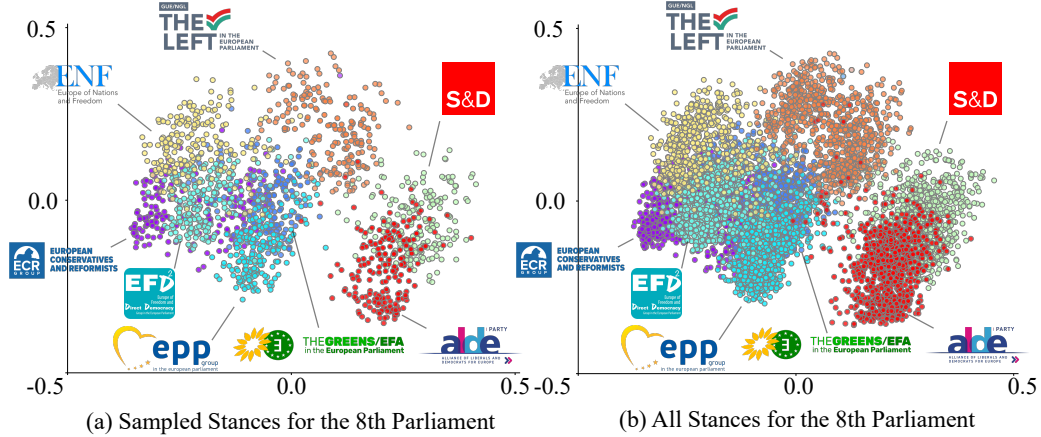 GUE/NGL
THE
LEFT
IN THE
EUROPEAN
PARLIAMENT
0.5
ENF
Europe of Nations
and Freedom
S&D
0.0
ECR
GROUP
EUROPEAN
CONSERVATIVES
AND REFORMISTS
EFD
2
Europe of
Freedom and
Direct Democracy
epp
group
in the european parliament
THEGREENS/EFA
in the European Parliament
alde
PARTY
ALLIANCE OF LIBERALS AND
DEMOCRATS FOR EUROPE
-0.5
0.0
0.5
(a) Sampled Stances for the 8th Parliament
GUE/NGL
THE
LEFT
IN THE
EUROPEAN
PARLIAMENT
0.5
ENF
Europe of Nations
and Freedom
S&D
0.0
ECR
GROUP
EUROPEAN
CONSERVATIVES
AND REFORMISTS
EFD
2
Europe of
Freedom and
Direct Democracy
epp
group
in the european parliament
THEGREENS/EFA
in the European Parliament
alde
PARTY
ALLIANCE OF LIBERALS AND
DEMOCRATS FOR EUROPE
-0.5
0.0
0.5
(b) All Stances for the 8th Parliament